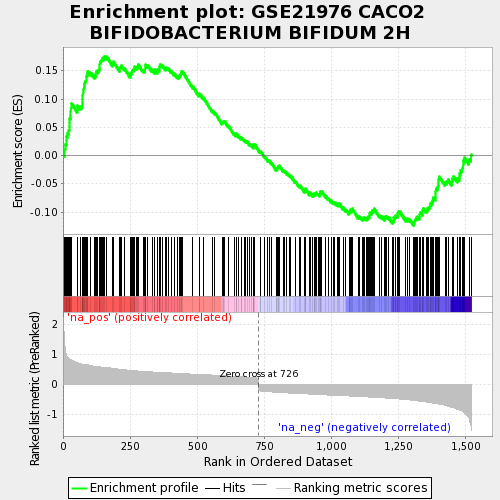 Enrichment plot: GSE21976 CACO2
BIFIDOBACTERIUM BIFIDUM 2H
Enrichment score (ES)
0.15
0.10
0.05
0.00
-0.05
-0.10
'na_pos' (positively correlated)
Ranked list metric (PreRanked)
2
1
0
-1
Zero cross at 726
'na_neg' (negatively correlated)
0
250
500
750
1,000
1,250
1,500
Rank in Ordered Dataset
Enrichment profile
Hits
Ranking metric scores